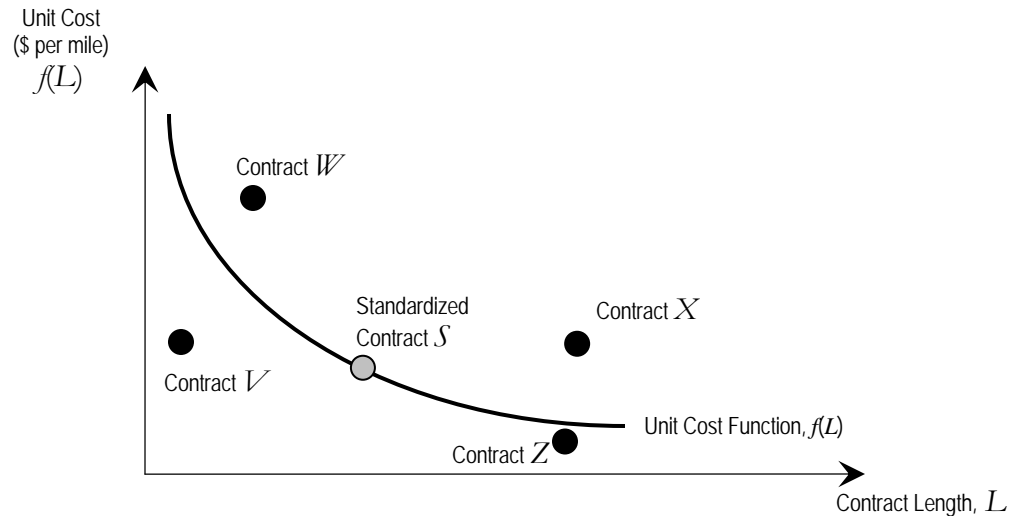 Unit Cost
($ per mile)
f(L)
Contract W
Standardized
Contract S
Contract X
Contract V
Unit Cost Function, f(L)
Contract Z
Contract Length, L